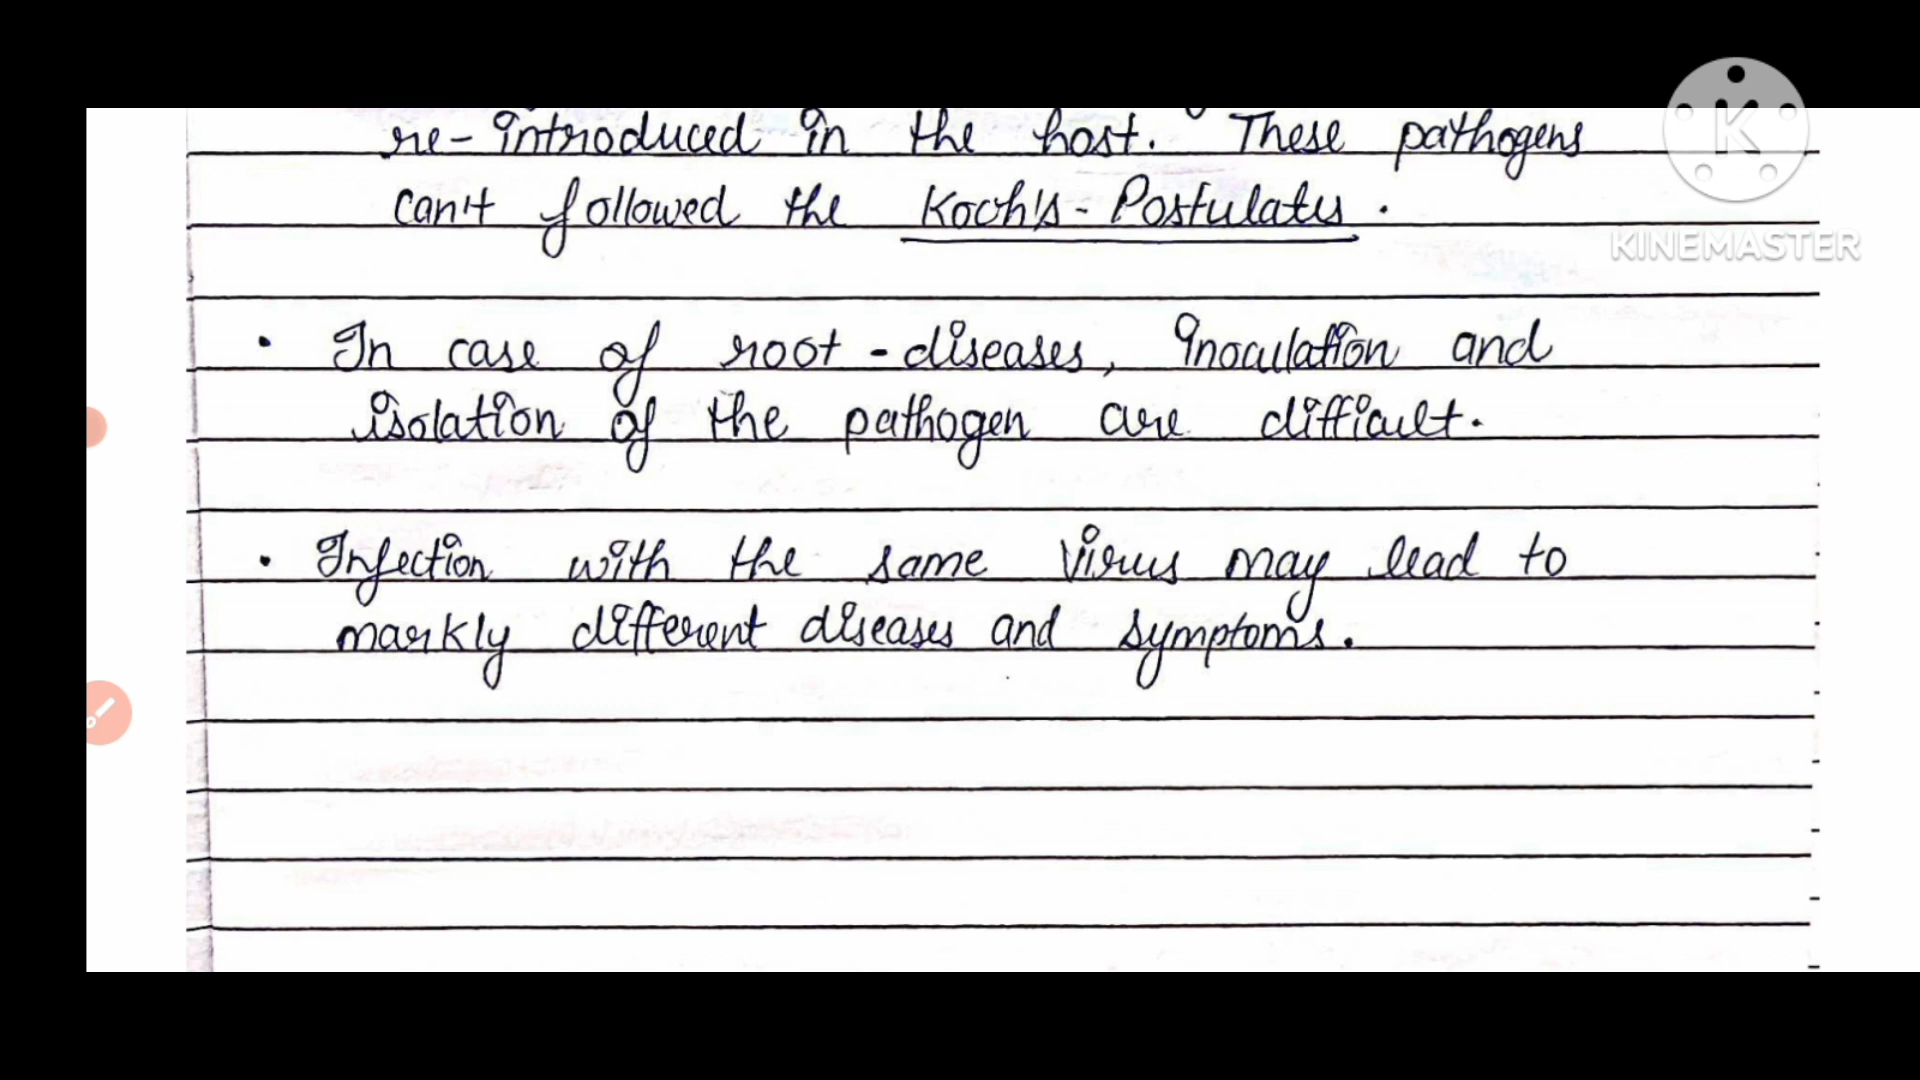 re-introduced in the host. These pathogens
can't followed the Koch's-Postulates.
K
KINEMASTER
• In case of root-diseases, inoculation and
isolation of the pathogen are difficult.
• Infection with the same virus may lead to
markly different diseases and symptoms.